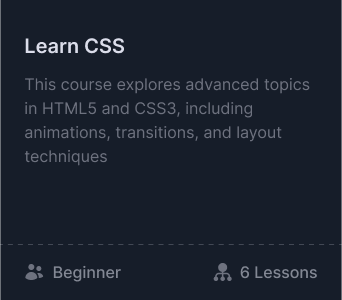 Learn CSS
This course explores advanced topics
in HTML5 and CSS3, including
animations, transitions, and layout
techniques
Beginner
6 Lessons